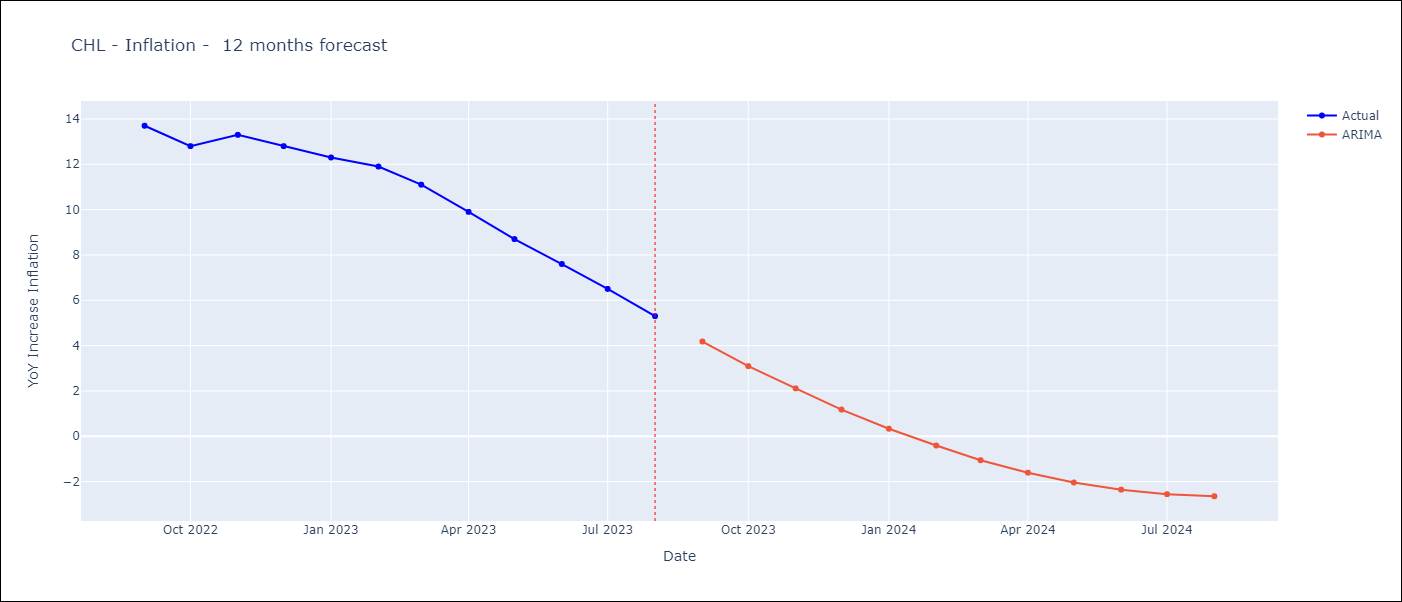 CHL - Inflation -  12 months forecast
Actual
ARIMA
YoY Increase Inflation
14
12
10
8
6
4
2
0
−2
Oct 2022
Jan 2023
Apr 2023
Jul 2023
Oct 2023
Jan 2024
Apr 2024
Jul 2024
Date